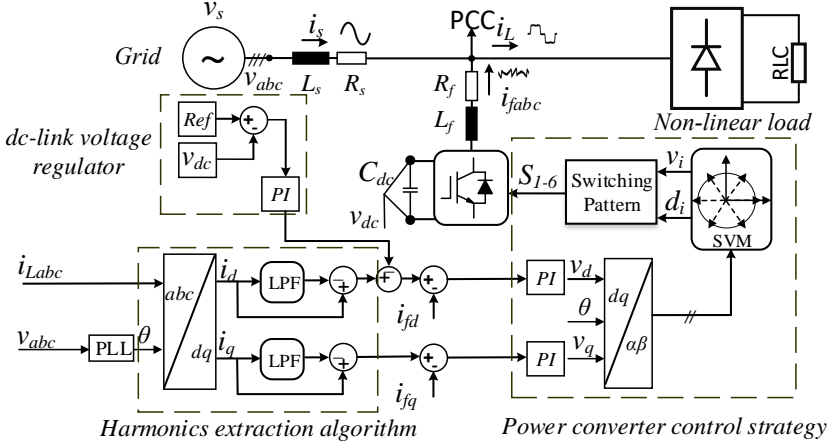 v_s
Grid
~
v_abc
i_s
L_s
R_s
PCC
i_L
R_f
L_f
i_fabc
RLC
Non-linear load
dc-link voltage
regulator
Ref
+
-
v_dc
PI
C_dc
v_dc
S_1-6
Switching
Pattern
v_i
d_i
SVM
i_Labc
v_abc
PLL
θ
abc
dq
i_d
LPF
-
+
+
-
+
-
i_fd
i_q
LPF
-
+
+
-
i_fq
PI
v_d
θ
PI
v_q
dq
αβ
Harmonics extraction algorithm
Power converter control strategy